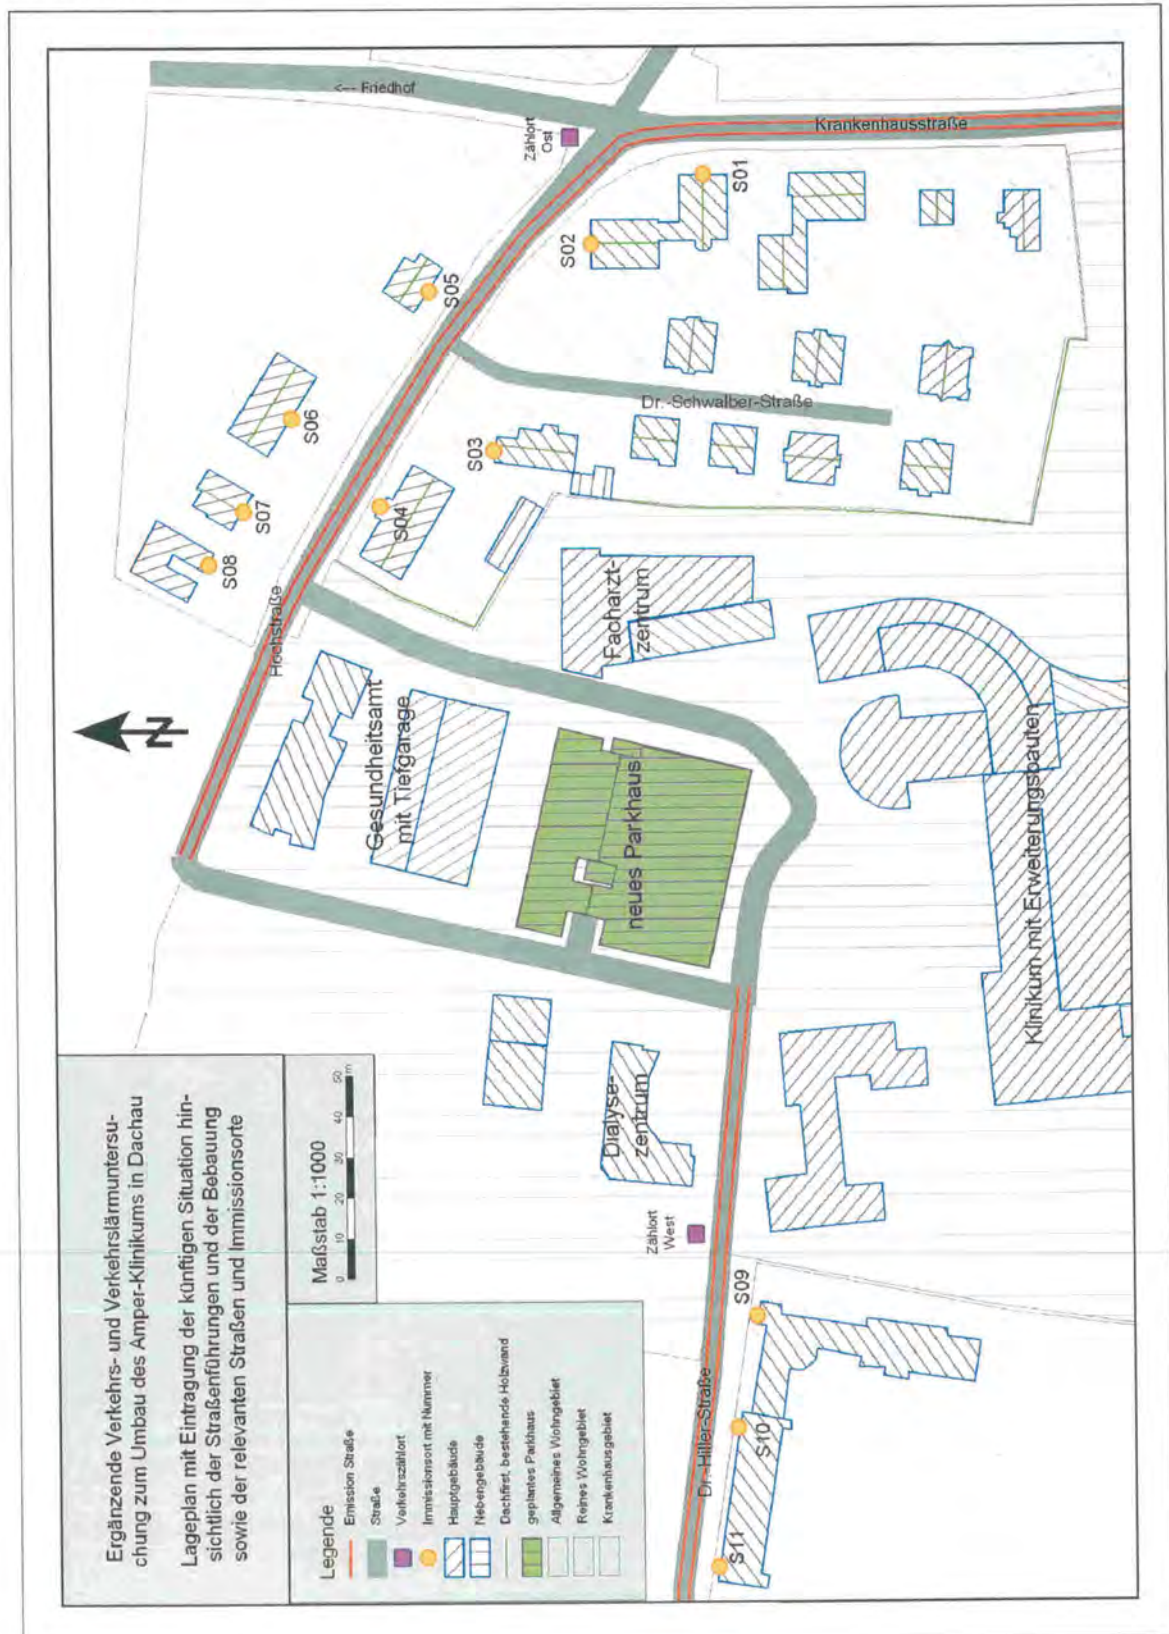 Ergänzende Verkehrs- und Verkehrslärmuntersu-
chung zum Umbau des Amper-Klinikums in Dachau
Lageplan mit Eintragung der künftigen Situation hin-
sichtlich der Straßenführungen und der Bebauung
sowie der relevanten Straßen und Immissionsorte
Maßstab 1:1000
0 10 20 30 40 50
m
Legende
Emission Straße
Straße
Verkehrszählort
Immissionsort mit Nummer
Hauptgebäude
Nebengebäude
Dachfirst, bestehende Holzwand
geplantes Parkhaus
Allgemeines Wohngebiet
Reines Wohngebiet
Krankenhausgebiet
N
<--- Friedhof
Zählort
Ost
Krankenhausstraße
S01
S02
S05
S06
S07
S08
S03
S04
Dr.-Schwalber-Straße
Hochstraße
Gesundheitsamt
mit Tiefgarage
Facharzt-
zentrum
neues Parkhaus
Klinikum mit Erweiterungsbauten
Dialyse-
zentrum
Zählort
West
S09
S10
S11
Dr.-Hiller-Straße